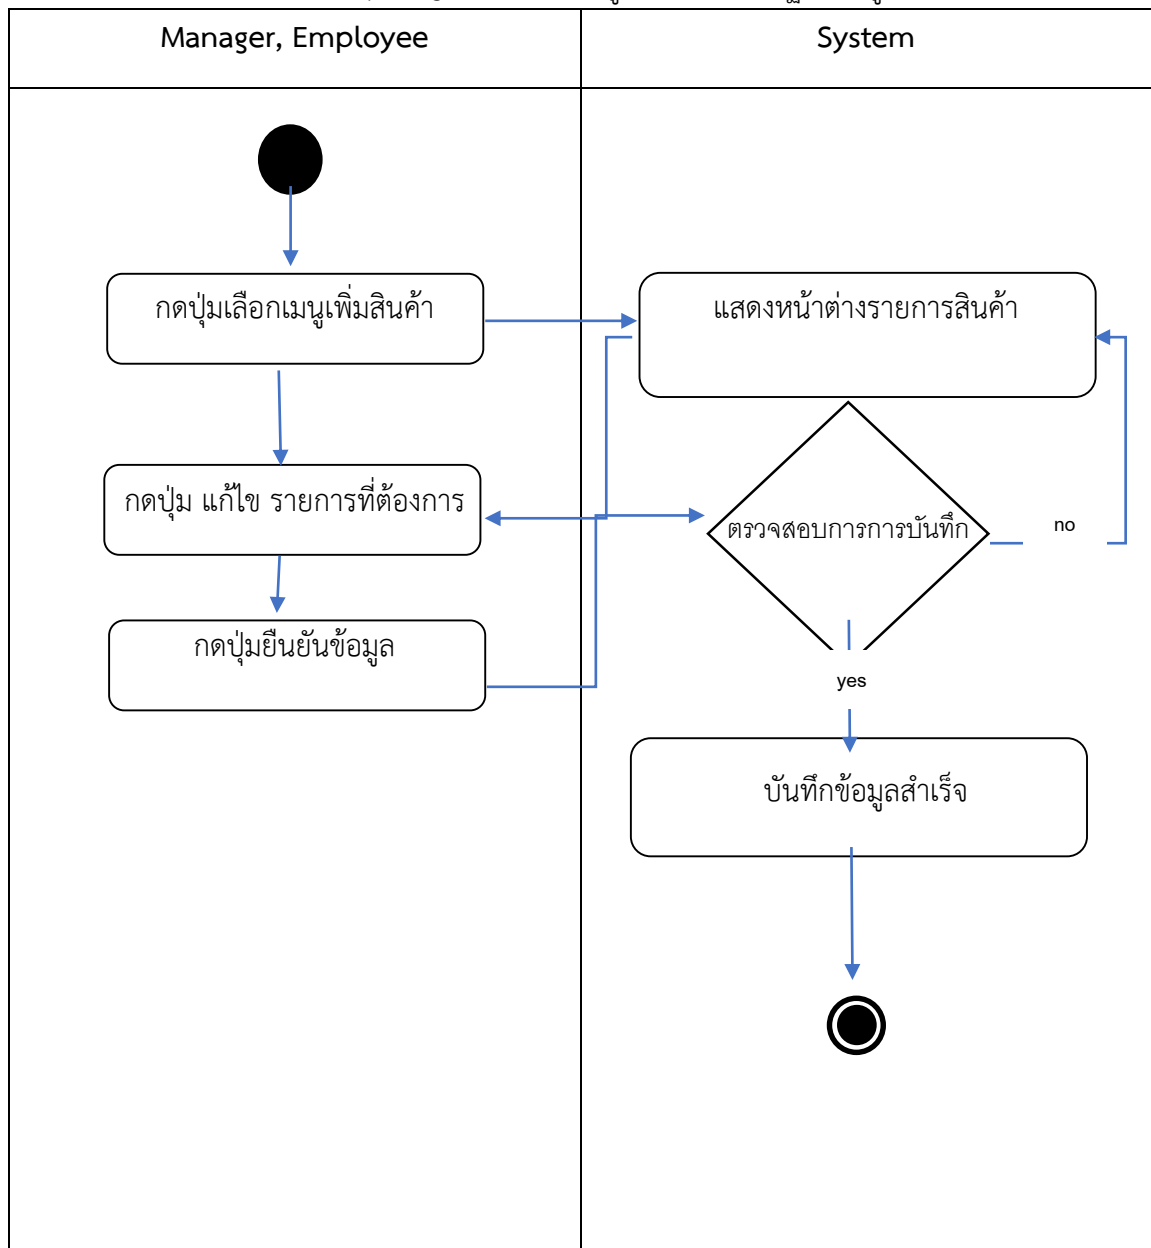 Manager, Employee
System
กดปุ่มเลือกเมนูเพิ่มสินค้า
แสดงหน้าต่างรายการสินค้า
กดปุ่ม แก้ไข รายการที่ต้องการ
ตรวจสอบการการบันทึก
no
กดปุ่มยืนยันข้อมูล
yes
บันทึกข้อมูลสำเร็จ